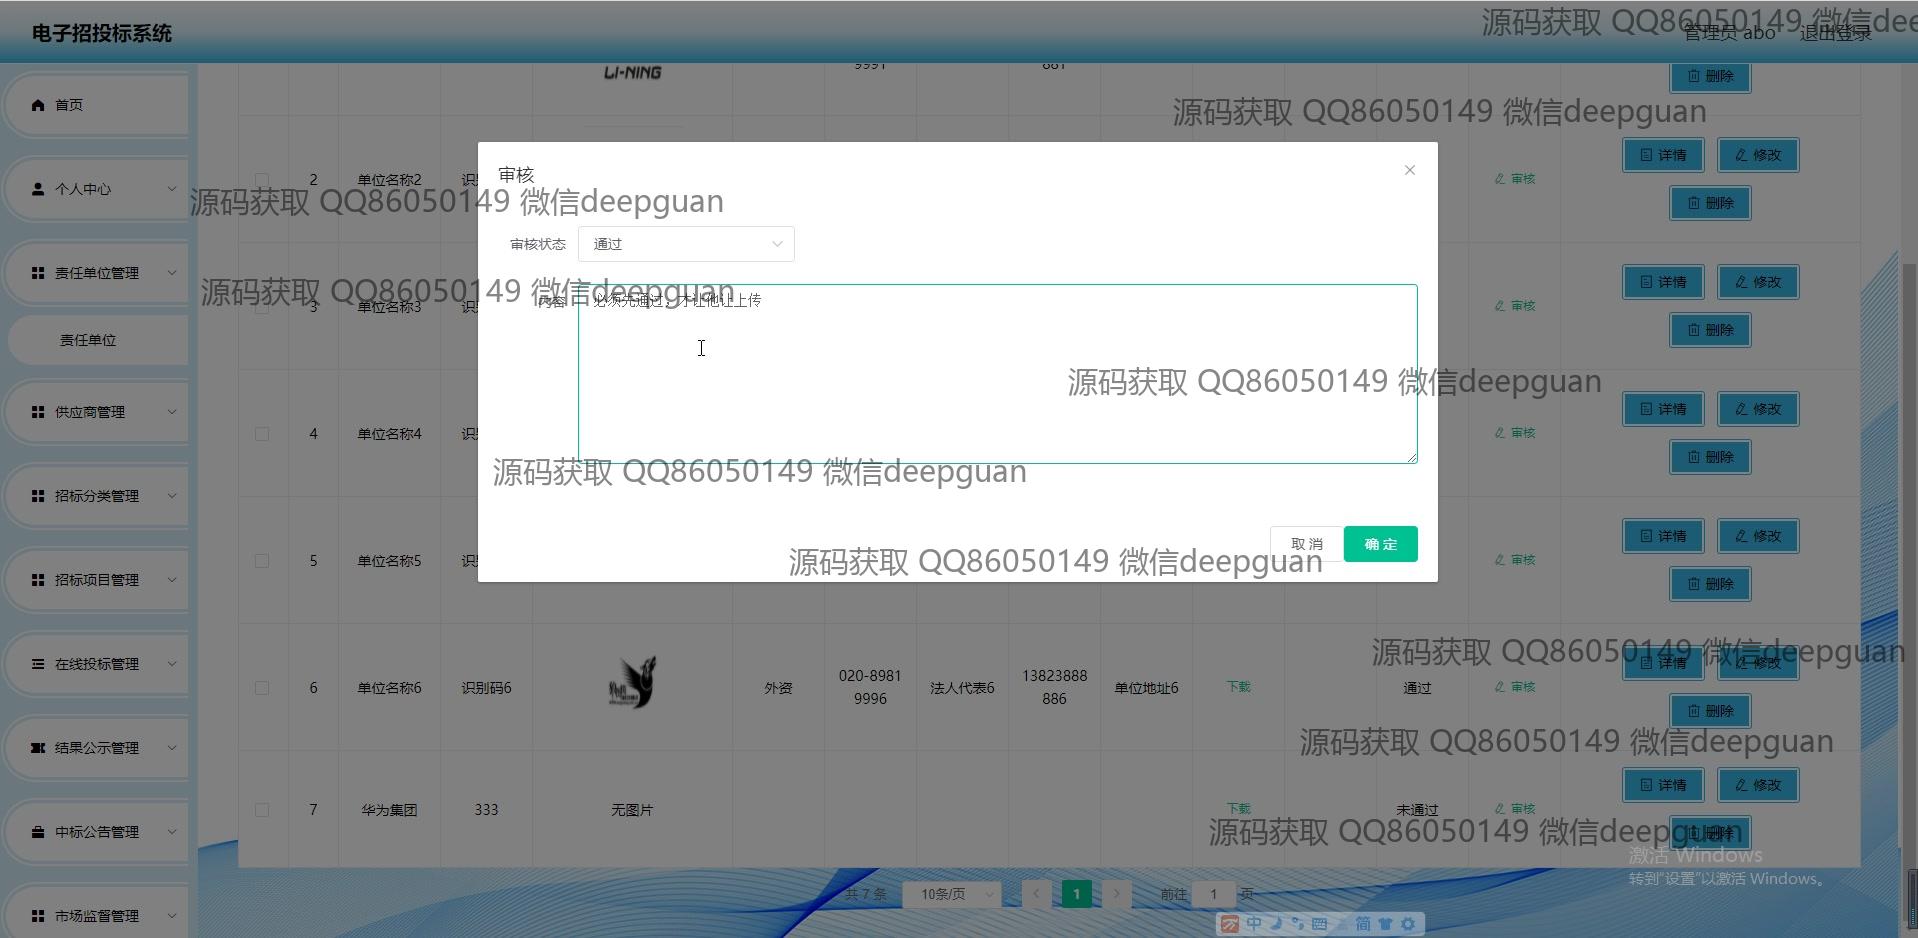 电子招投标系统
管理员 abo
退出登录
源码获取 QQ86050149 微信dee
首页
个人中心
责任单位管理
责任单位
供应商管理
招标分类管理
招标项目管理
在线投标管理
结果公示管理
中标公告管理
市场监督管理
LI-NING
9991
881
删除
源码获取 QQ86050149 微信deepguan
2 单位名称2 识 审核 详情 修改
删除
源码获取 QQ86050149 微信deepguan
审核
审核状态 通过
源码获取 QQ86050149 微信deepguan
内容 必须先通过，才让他让上传
3 单位名称3 识 审核 详情 修改
删除
源码获取 QQ86050149 微信deepguan
4 单位名称4 识 审核 详情 修改
删除
源码获取 QQ86050149 微信deepguan
取消 确定
源码获取 QQ86050149 微信deepguan
5 单位名称5 识 审核 详情 修改
删除
源码获取 QQ86050149 微信deepguan
6 单位名称6 识别码6 外资 020-8981
9996 法人代表6 13823888
886 单位地址6 下载 通过 审核 详情 修改
删除
源码获取 QQ86050149 微信deepguan
7 华为集团 333 无图片 下载 未通过 审核 详情 修改
删除
源码获取 QQ86050149 微信deepguan
激活 Windows
转到“设置”以激活 Windows。
共 7 条 10条/页 1 前往 1 页
中 简